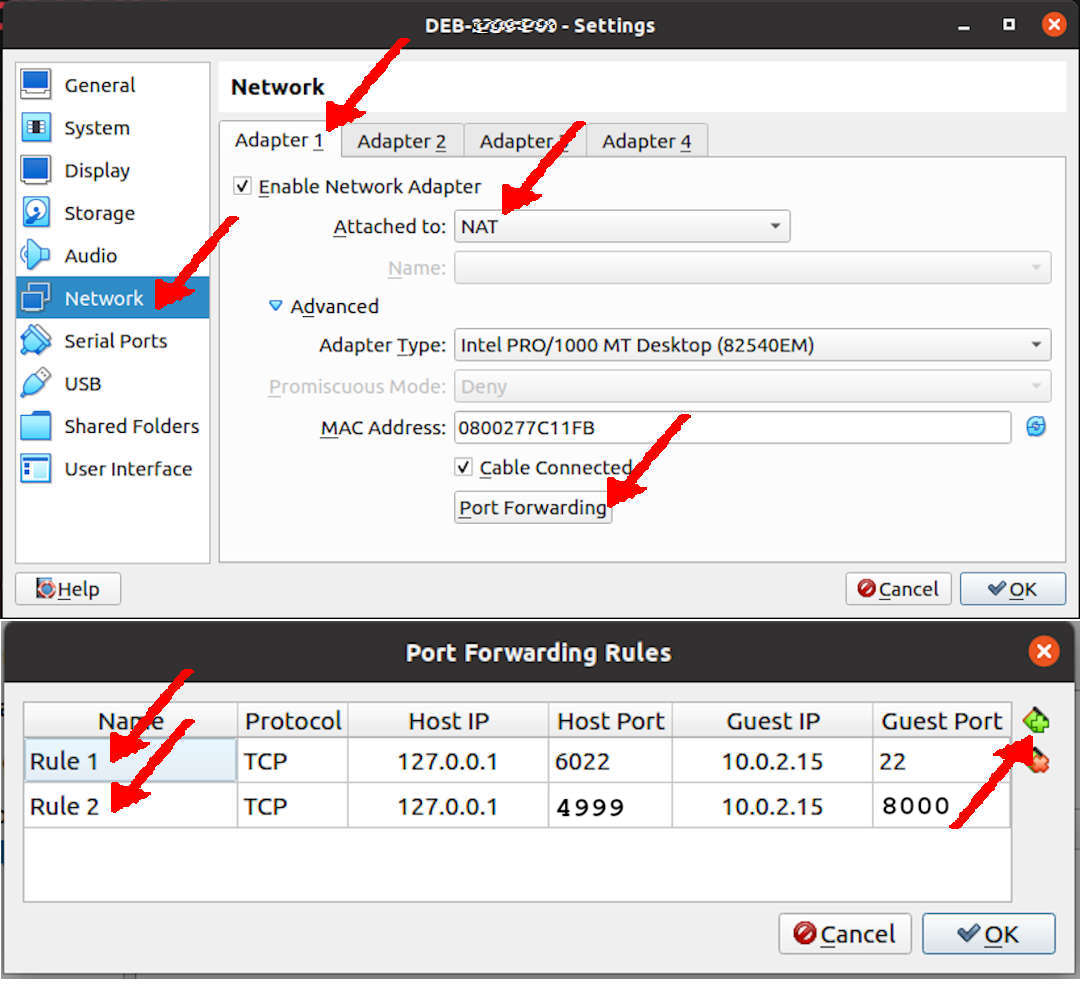 DEB- - Settings
General
System
Display
Storage
Audio
Network
Serial Ports
USB
Shared Folders
User Interface
Network
Adapter 1 Adapter 2 Adapter Adapter 4
Enable Network Adapter
Attached to: NAT
Name:
Advanced
Adapter Type: Intel PRO/1000 MT Desktop (82540EM)
Promiscuous Mode: Deny
MAC Address: 0800277C11FB
Cable Connected
Port Forwarding
Help Cancel OK
Port Forwarding Rules
Name Protocol Host IP Host Port Guest IP Guest Port
Rule 1 TCP 127.0.0.1 6022 10.0.2.15 22
Rule 2 TCP 127.0.0.1 4999 10.0.2.15 8000
Cancel OK